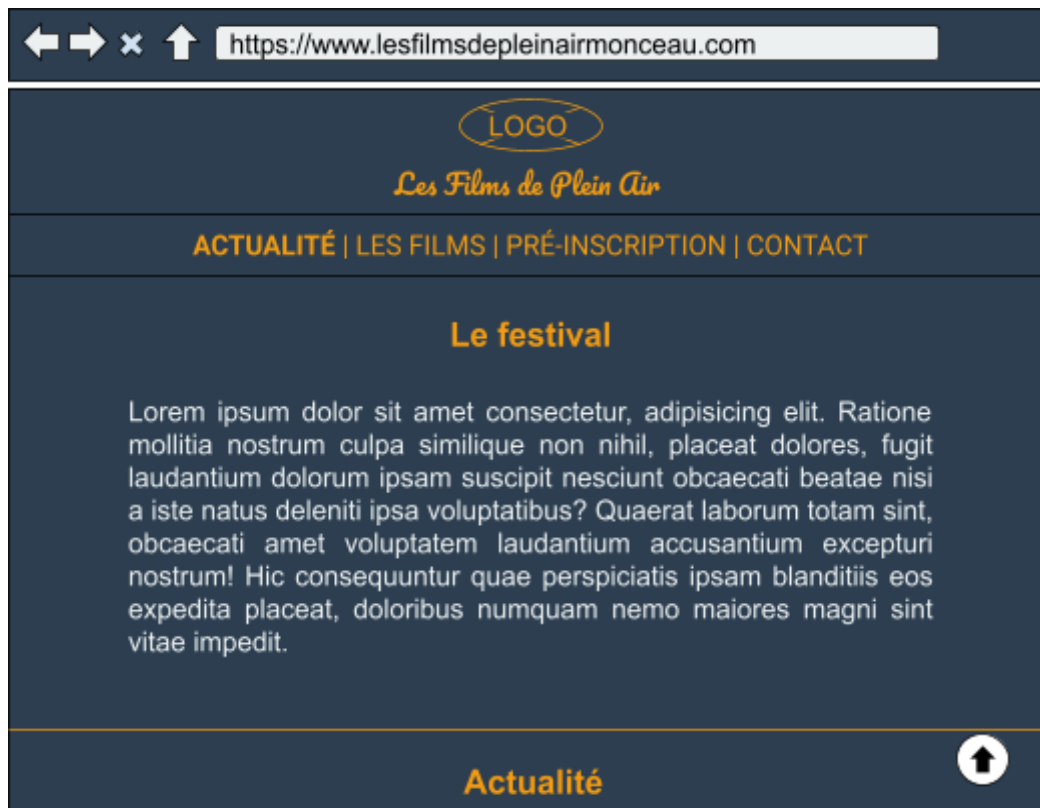 https://www.lesfilmsdepleinairmonceau.com
LOGO
Les Films de Plein Air
ACTUALITÉ | LES FILMS | PRÉ-INSCRIPTION | CONTACT
Le festival
Lorem ipsum dolor sit amet consectetur, adipisicing elit. Ratione
mollitia nostrum culpa similique non nihil, placeat dolores, fugit
laudantium dolorum ipsam suscipit nesciunt obcaecati beatae nisi
a iste natus deleniti ipsa voluptatibus? Quaerat laborum totam sint,
obcaecati amet voluptatem laudantium accusantium excepturi
nostrum! Hic consequuntur quae perspiciatis ipsam blanditiis eos
expedita placeat, doloribus numquam nemo maiores magni sint
vitae impedit.
Actualité